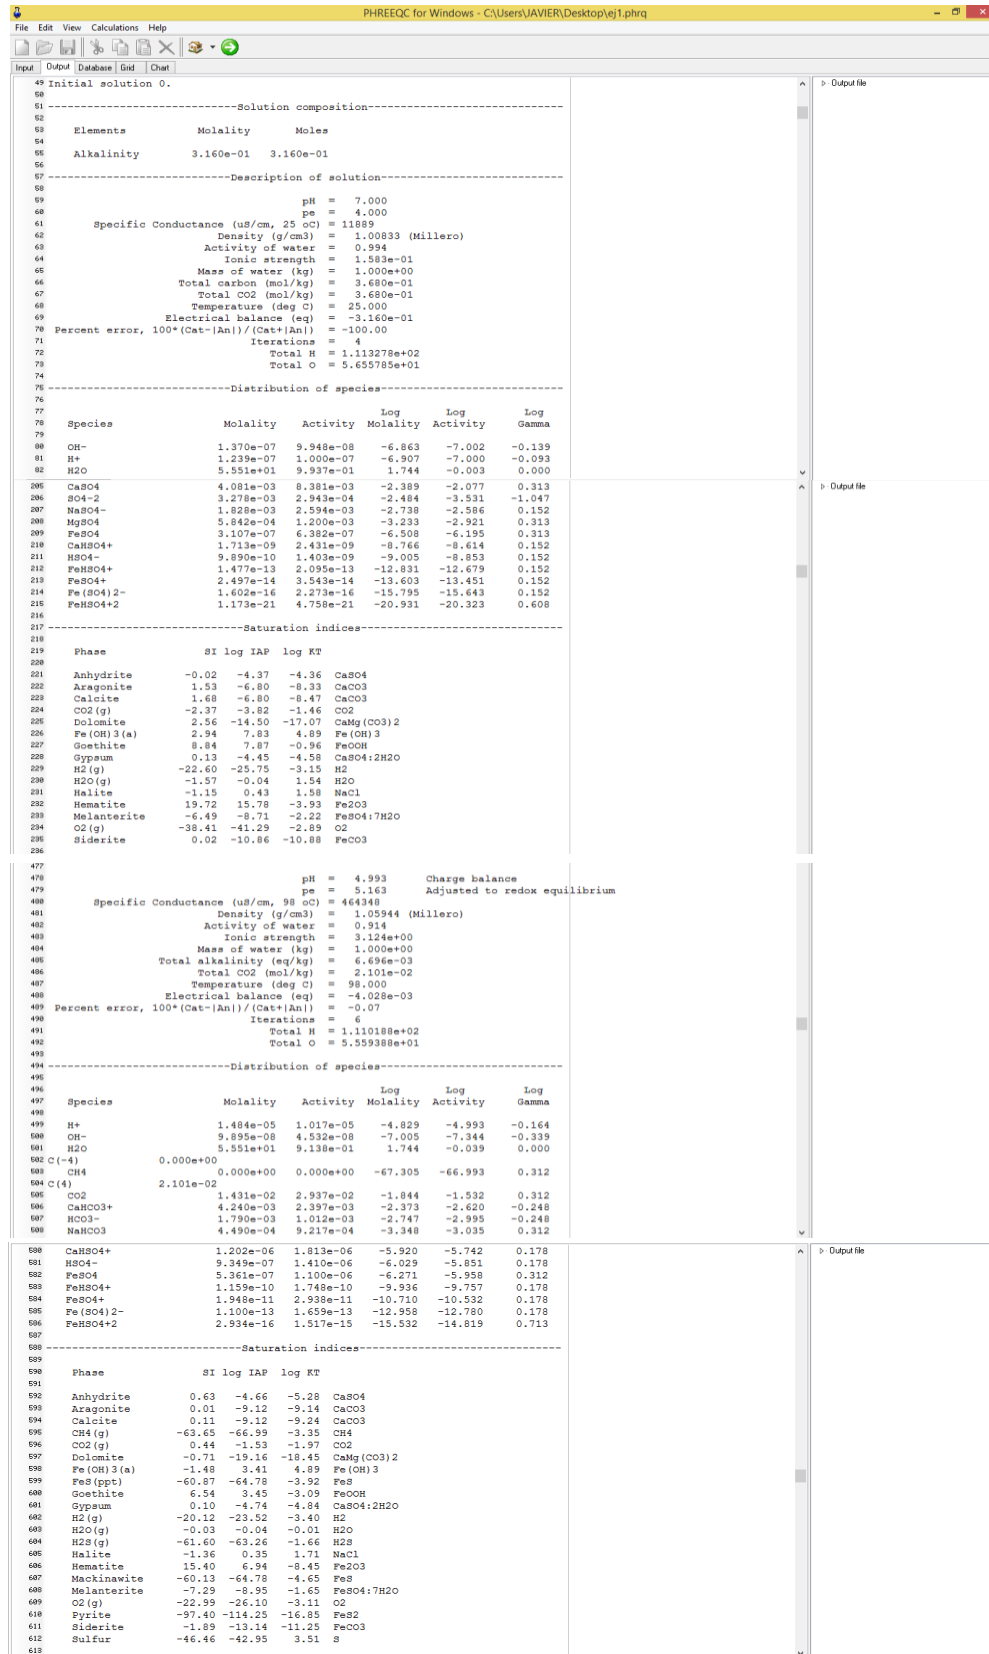 PHREEQC for Windows - C:\Users\JAVIER\Desktop\ej1.phrq
File Edit View Calculations Help
Input Output Database Grid Chart
49 Initial solution 0. Output file
50
51 -----------------------------Solution composition------------------------------
52
53 Elements Molality Moles
54
55 Alkalinity 3.160e-01 3.160e-01
56
57 ----------------------------Description of solution----------------------------
58
59 pH = 7.000
60 pe = 4.000
61 Specific Conductance (uS/cm, 25 oC) = 11889
62 Density (g/cm3) = 1.00833 (Millero)
63 Activity of water = 0.994
64 Ionic strength = 1.583e-01
65 Mass of water (kg) = 1.000e+00
66 Total carbon (mol/kg) = 3.680e-01
67 Total CO2 (mol/kg) = 3.680e-01
68 Temperature (deg C) = 25.000
69 Electrical balance (eq) = -3.160e-01
70 Percent error, 100*(Cat-|An|)/(Cat+|An|) = -100.00
71 Iterations = 4
72 Total H = 1.113278e+02
73 Total O = 5.655785e+01
74
75 ----------------------------Distribution of species----------------------------
76
77 Log Log Log
78 Species Molality Activity Molality Activity Gamma
79
80 OH- 1.370e-07 9.948e-08 -6.863 -7.002 -0.139
81 H+ 1.239e-07 1.000e-07 -6.907 -7.000 -0.093
82 H2O 5.551e+01 9.937e-01 1.744 -0.003 0.000
205 CaSO4 4.081e-03 8.381e-03 -2.389 -2.077 0.313 Output file
206 SO4-2 3.278e-03 2.943e-04 -2.484 -3.531 -1.047
207 NaSO4- 1.828e-03 2.594e-03 -2.738 -2.586 0.152
208 MgSO4 5.842e-04 1.200e-03 -3.233 -2.921 0.313
209 FeSO4 3.107e-07 6.382e-07 -6.508 -6.195 0.313
210 CaHSO4+ 1.713e-09 2.431e-09 -8.766 -8.614 0.152
211 HSO4- 9.890e-10 1.403e-09 -9.005 -8.853 0.152
212 FeHSO4+ 1.477e-13 2.095e-13 -12.831 -12.679 0.152
213 FeSO4+ 2.497e-14 3.543e-14 -13.603 -13.451 0.152
214 Fe(SO4)2- 1.602e-16 2.273e-16 -15.795 -15.643 0.152
215 FeHSO4+2 1.173e-21 4.758e-21 -20.931 -20.323 0.608
216
217 ------------------------------Saturation indices-------------------------------
218
219 Phase SI log IAP log KT
220
221 Anhydrite -0.02 -4.37 -4.36 CaSO4
222 Aragonite 1.53 -6.80 -8.33 CaCO3
223 Calcite 1.68 -6.80 -8.47 CaCO3
224 CO2(g) -2.37 -3.82 -1.46 CO2
225 Dolomite 2.56 -14.50 -17.07 CaMg(CO3)2
226 Fe(OH)3(a) 2.94 7.83 4.89 Fe(OH)3
227 Goethite 8.84 7.87 -0.96 FeOOH
228 Gypsum 0.13 -4.45 -4.58 CaSO4:2H2O
229 H2(g) -22.60 -25.75 -3.15 H2
230 H2O(g) -1.57 -0.04 1.54 H2O
231 Halite -1.15 0.43 1.58 NaCl
232 Hematite 19.72 15.78 -3.93 Fe2O3
233 Melanterite -6.49 -8.71 -2.22 FeSO4:7H2O
234 O2(g) -38.41 -41.29 -2.89 O2
235 Siderite 0.02 -10.86 -10.88 FeCO3
236
477
478 pH = 4.993 Charge balance
479 pe = 5.163 Adjusted to redox equilibrium
480 Specific Conductance (uS/cm, 98 oC) = 464348
481 Density (g/cm3) = 1.05944 (Millero)
482 Activity of water = 0.914
483 Ionic strength = 3.124e+00
484 Mass of water (kg) = 1.000e+00
485 Total alkalinity (eq/kg) = 6.696e-03
486 Total CO2 (mol/kg) = 2.101e-02
487 Temperature (deg C) = 98.000
488 Electrical balance (eq) = -4.028e-03
489 Percent error, 100*(Cat-|An|)/(Cat+|An|) = -0.07
490 Iterations = 6
491 Total H = 1.110188e+02
492 Total O = 5.559388e+01
493
494 ----------------------------Distribution of species----------------------------
495
496 Log Log Log
497 Species Molality Activity Molality Activity Gamma
498
499 H+ 1.484e-05 1.017e-05 -4.829 -4.993 -0.164
500 OH- 9.895e-08 4.532e-08 -7.005 -7.344 -0.339
501 H2O 5.551e+01 9.138e-01 1.744 -0.039 0.000
502 C(-4) 0.000e+00
503 CH4 0.000e+00 0.000e+00 -67.305 -66.993 0.312
504 C(4) 2.101e-02
505 CO2 1.431e-02 2.937e-02 -1.844 -1.532 0.312
506 CaHCO3+ 4.240e-03 2.397e-03 -2.373 -2.620 -0.248
507 HCO3- 1.790e-03 1.012e-03 -2.747 -2.995 -0.248
508 NaHCO3 4.490e-04 9.217e-04 -3.348 -3.035 0.312
580 CaHSO4+ 1.202e-06 1.813e-06 -5.920 -5.742 0.178 Output file
581 HSO4- 9.349e-07 1.410e-06 -6.029 -5.851 0.178
582 FeSO4 5.361e-07 1.100e-06 -6.271 -5.958 0.312
583 FeHSO4+ 1.159e-10 1.748e-10 -9.936 -9.757 0.178
584 FeSO4+ 1.948e-11 2.938e-11 -10.710 -10.532 0.178
585 Fe(SO4)2- 1.100e-13 1.659e-13 -12.958 -12.780 0.178
586 FeHSO4+2 2.934e-16 1.517e-15 -15.532 -14.819 0.713
587
588 ------------------------------Saturation indices-------------------------------
589
590 Phase SI log IAP log KT
591
592 Anhydrite 0.63 -4.66 -5.28 CaSO4
593 Aragonite 0.01 -9.12 -9.14 CaCO3
594 Calcite 0.11 -9.12 -9.24 CaCO3
595 CH4(g) -63.65 -66.99 -3.35 CH4
596 CO2(g) 0.44 -1.53 -1.97 CO2
597 Dolomite -0.71 -19.16 -18.45 CaMg(CO3)2
598 Fe(OH)3(a) -1.48 3.41 4.89 Fe(OH)3
599 FeS(ppt) -60.87 -64.78 -3.92 FeS
600 Goethite 6.54 3.45 -3.09 FeOOH
601 Gypsum 0.10 -4.74 -4.84 CaSO4:2H2O
602 H2(g) -20.12 -23.52 -3.40 H2
603 H2O(g) -0.03 -0.04 -0.01 H2O
604 H2S(g) -61.60 -63.26 -1.66 H2S
605 Halite -1.36 0.35 1.71 NaCl
606 Hematite 15.40 6.94 -8.45 Fe2O3
607 Mackinawite -60.13 -64.78 -4.65 FeS
608 Melanterite -7.29 -8.95 -1.65 FeSO4:7H2O
609 O2(g) -22.99 -26.10 -3.11 O2
610 Pyrite -97.40 -114.25 -16.85 FeS2
611 Siderite -1.89 -13.14 -11.25 FeCO3
612 Sulfur -46.46 -42.95 3.51 S
613